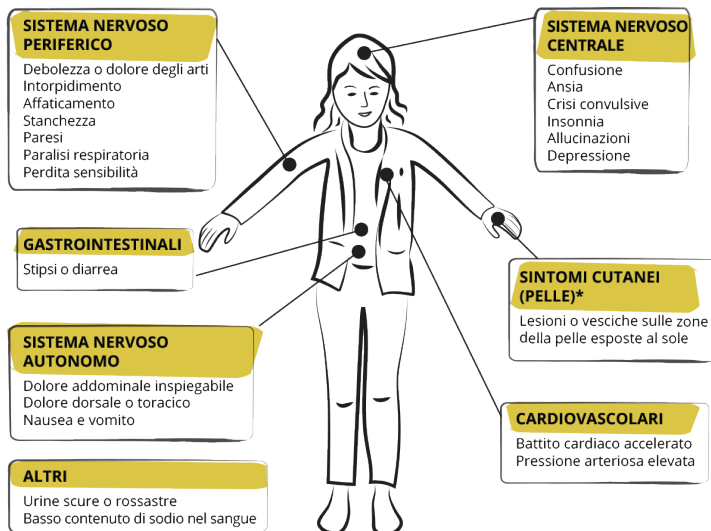 SISTEMA NERVOSO
PERIFERICO
Debolezza o dolore degli arti
Intorpidimento
Affaticamento
Stanchezza
Paresi
Paralisi respiratoria
Perdita sensibilità
GASTROINTESTINALI
Stipsi o diarrea
SISTEMA NERVOSO
AUTONOMO
Dolore addominale inspiegabile
Dolore dorsale o toracico
Nausea e vomito
ALTRI
Urine scure o rossastre
Basso contenuto di sodio nel sangue
SISTEMA NERVOSO
CENTRALE
Confusione
Ansia
Crisi convulsive
Insonnia
Allucinazioni
Depressione
SINTOMI CUTANEI
(PELLE)*
Lesioni o vesciche sulle zone
della pelle esposte al sole
CARDIOVASCOLARI
Battito cardiaco accelerato
Pressione arteriosa elevata